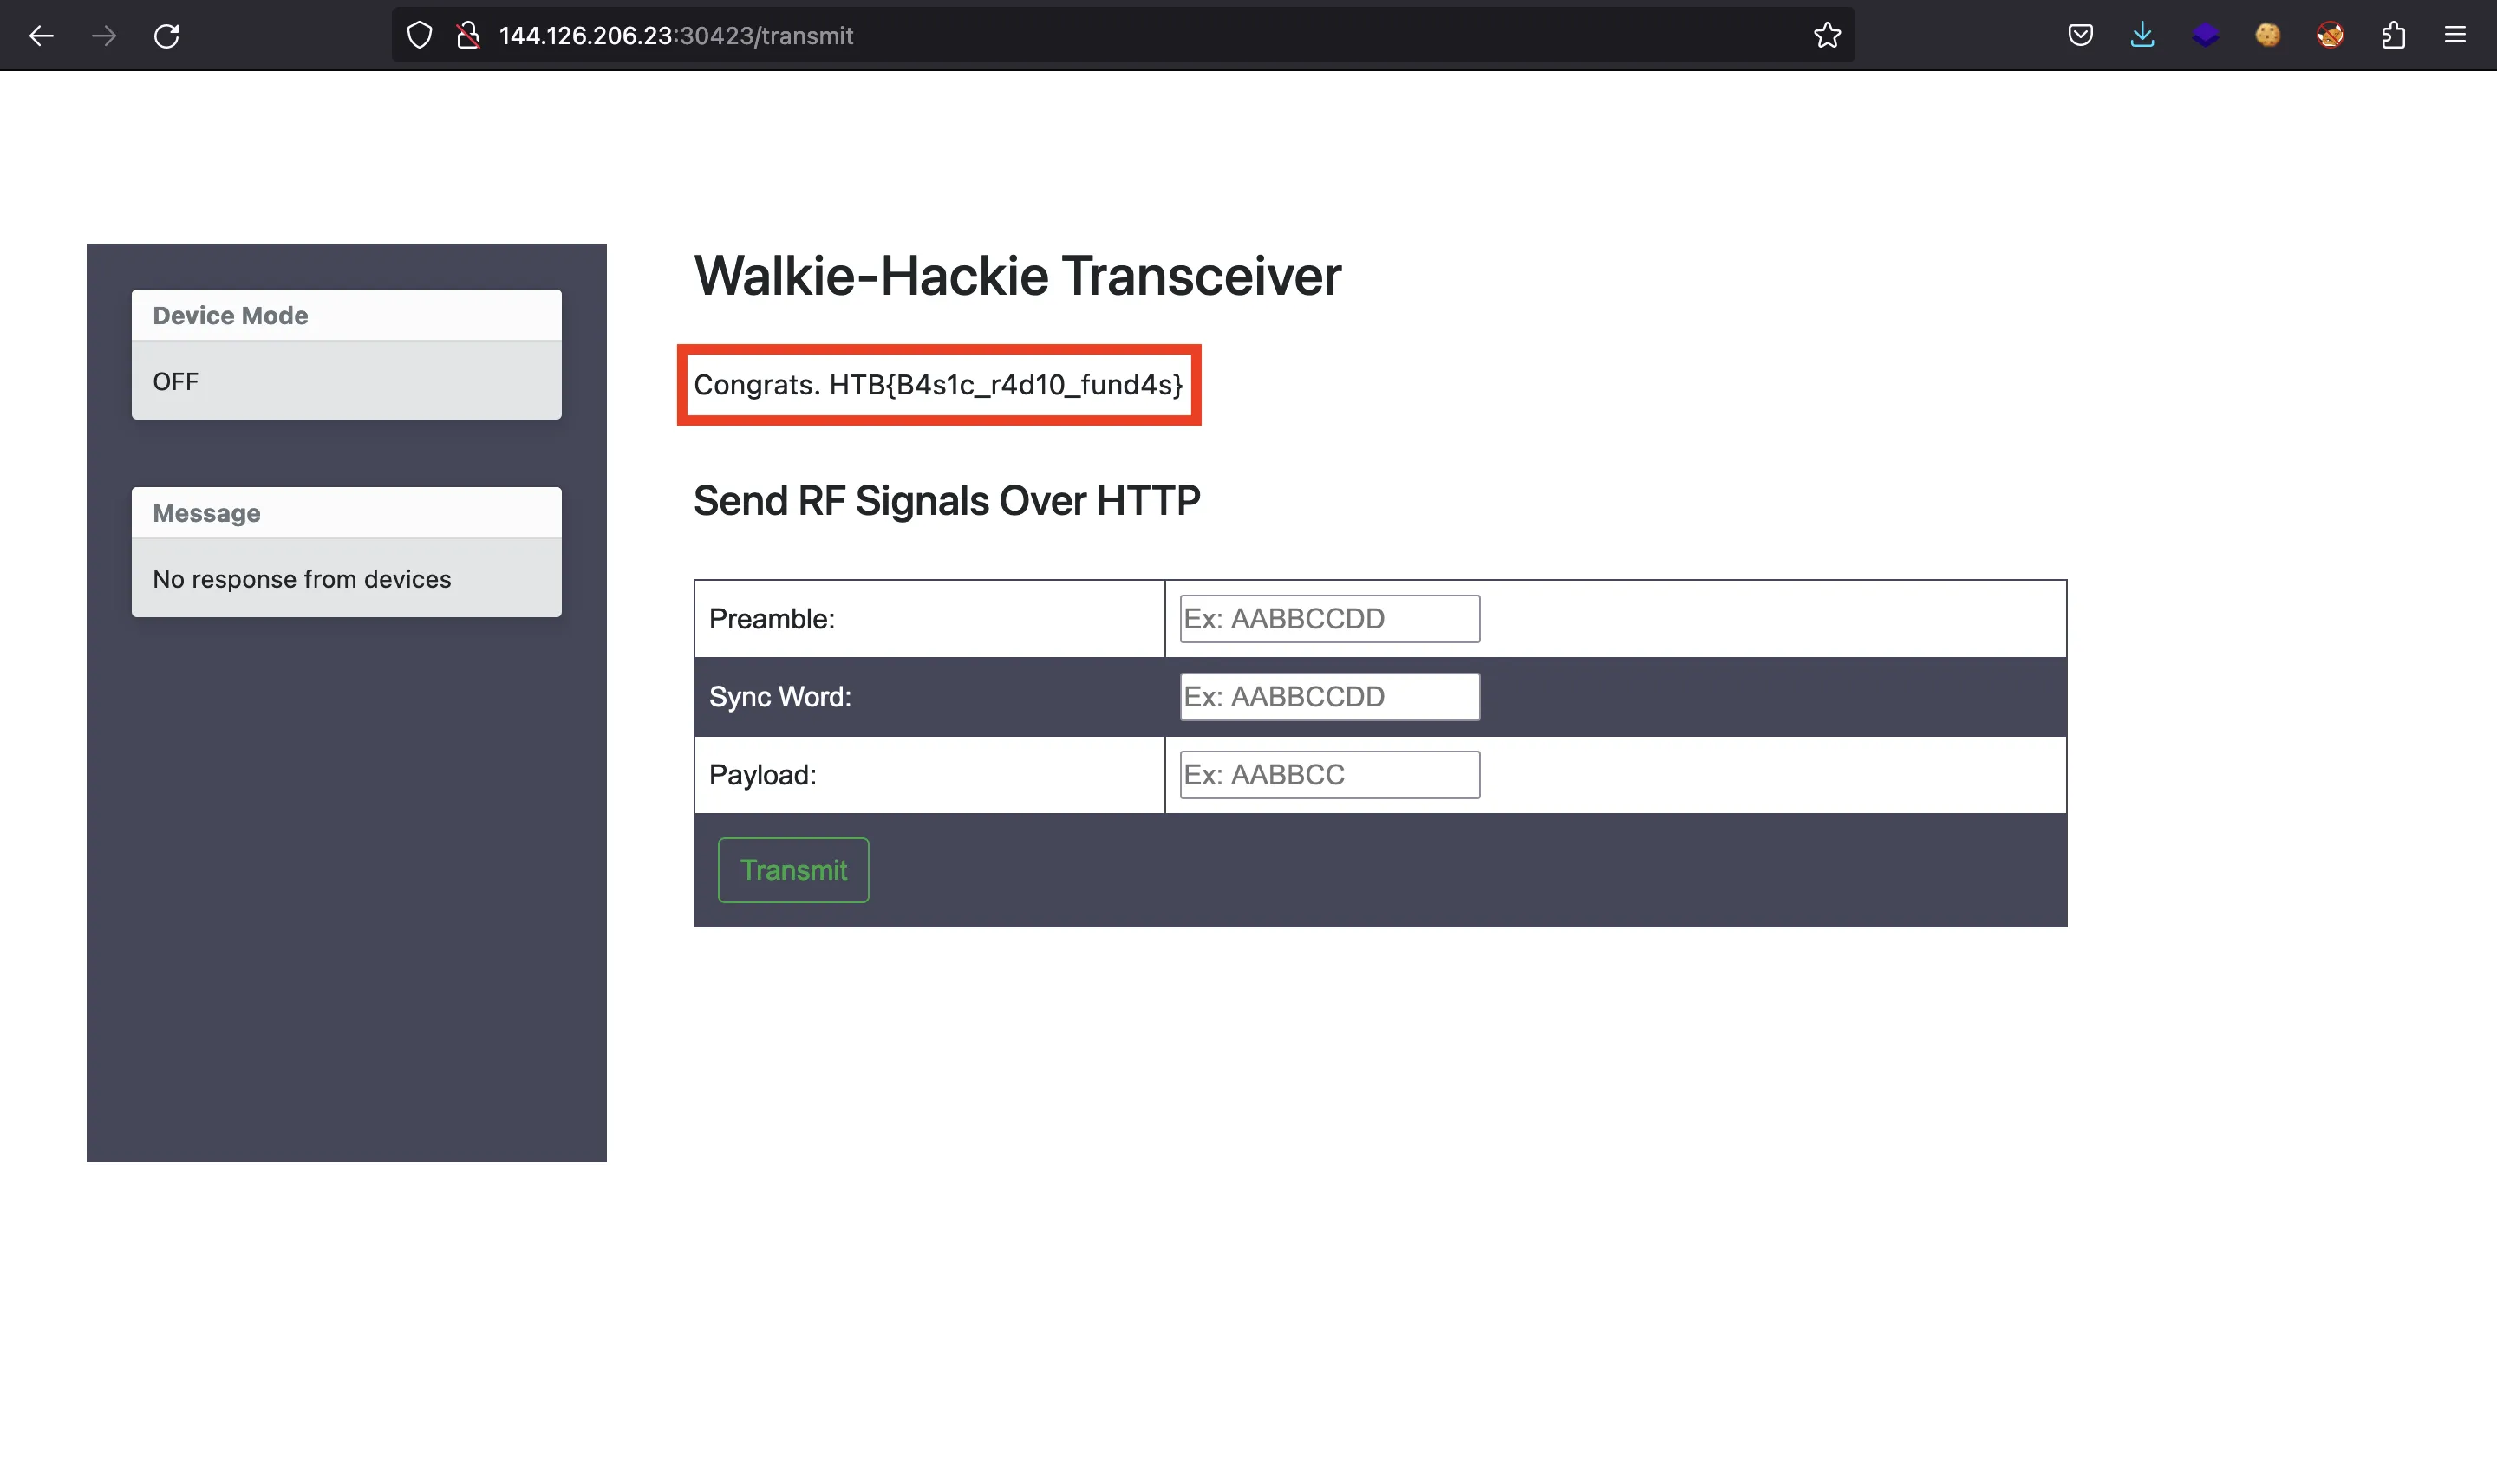 144.126.206.23:30423/transmit
Device Mode
OFF
Message
No response from devices
Walkie-Hackie Transceiver
Congrats. HTB{B4s1c_r4d10_fund4s}
Send RF Signals Over HTTP
Preamble: Ex: AABBCCDD
Sync Word: Ex: AABBCCDD
Payload: Ex: AABBCC
Transmit